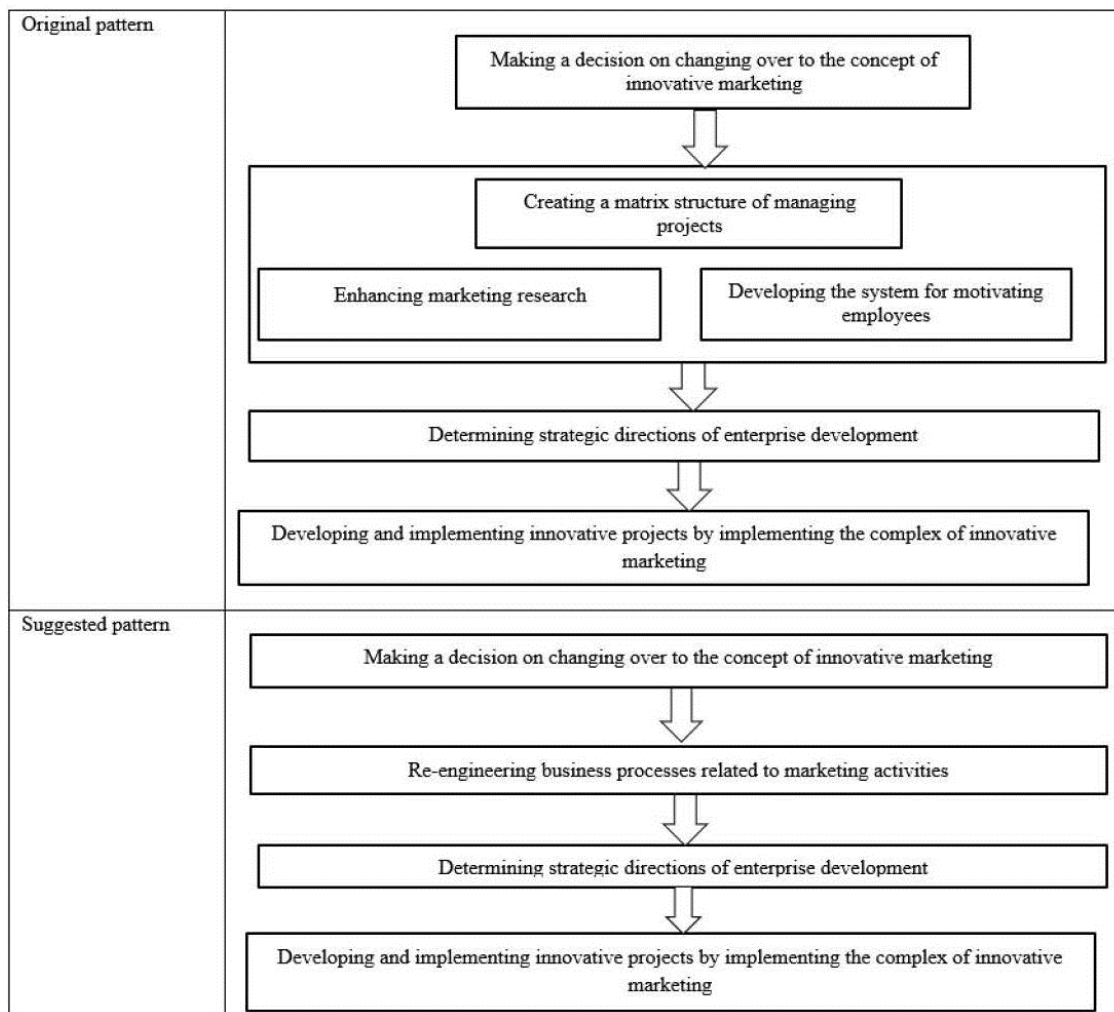 Original pattern
Making a decision on changing over to the concept of
innovative marketing
Creating a matrix structure of managing
projects
Enhancing marketing research
Developing the system for motivating
employees
Determining strategic directions of enterprise development
Developing and implementing innovative projects by implementing the complex of innovative
marketing
Suggested pattern
Making a decision on changing over to the concept of innovative marketing
Re-engineering business processes related to marketing activities
Determining strategic directions of enterprise development
Developing and implementing innovative projects by implementing the complex of innovative
marketing